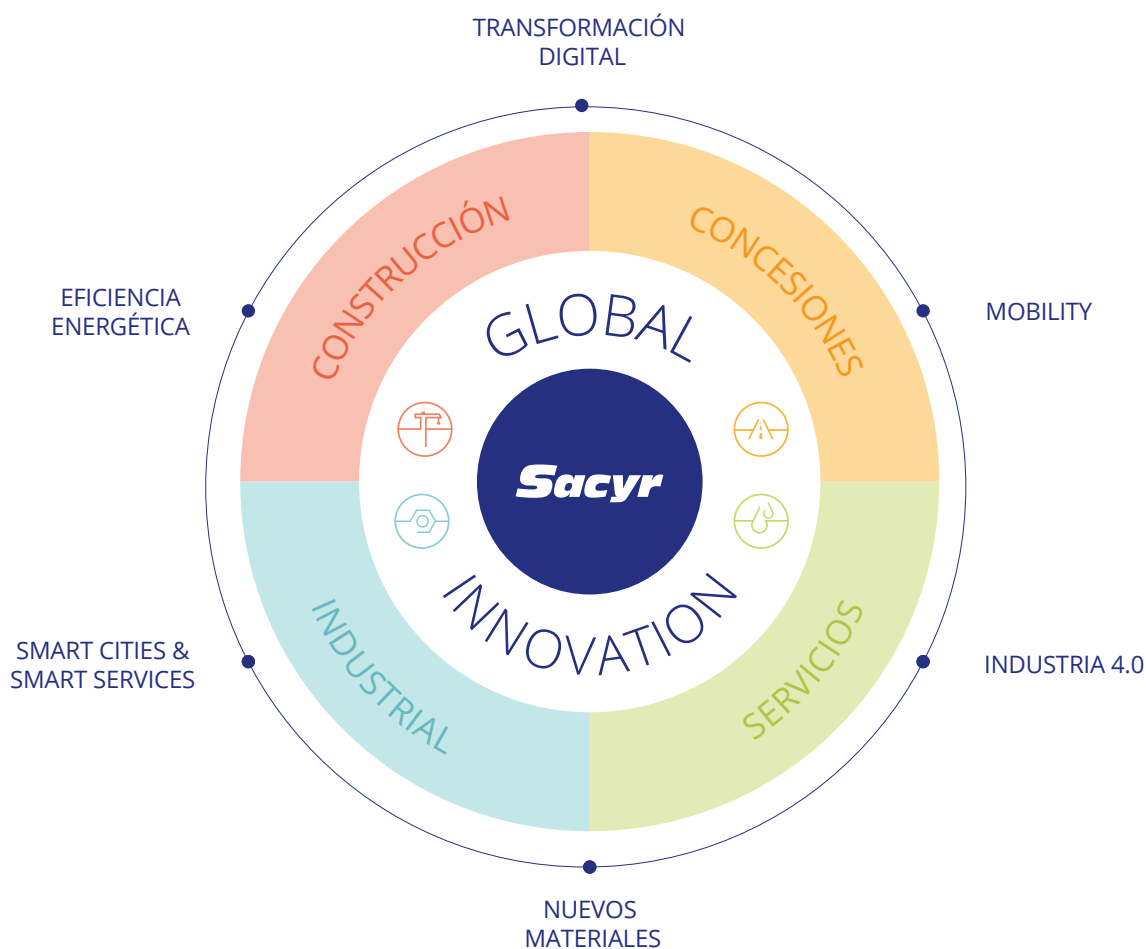 TRANSFORMACIÓN
DIGITAL
CONSTRUCCIÓN
CONCESIONES
EFICIENCIA
ENERGÉTICA
GLOBAL
MOBILITY
Sacyr
INNOVATION
INDUSTRIAL
SERVICIOS
SMART CITIES &
SMART SERVICES
INDUSTRIA 4.0
NUEVOS
MATERIALES